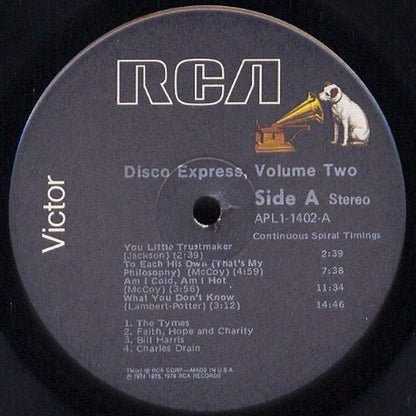 RCA
Victor
Disco Express, Volume Two
Side A Stereo
APL1-1402-A
Continuous Spiral Timings
You Little Trustmaker
(Jackson) (2:39) 2:39
To Each His Own (That's My
Philosophy) (McCoy) (4:59) 7:38
Am I Cold, Am I Hot
(McCoy) (3:56) 11:34
What You Don't Know
(Lambert-Potter) (3:12) 14:46
1. The Tymes
2. Faith, Hope and Charity
3. Bill Harris
4. Charles Drain
TM(s) ® RCA CORP.—MADE IN U.S.A
℗ 1974 1975, 1976 RCA RECORDS